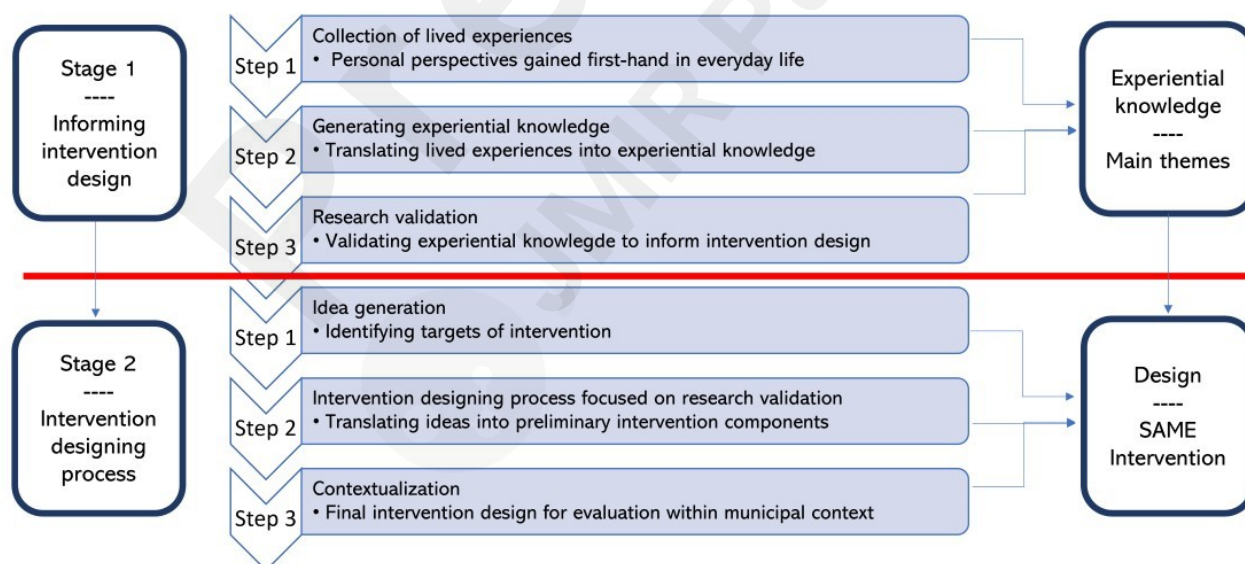 Stage 1
----
Informing
intervention
design
Step 1
Collection of lived experiences
• Personal perspectives gained first-hand in everyday life
Step 2
Generating experiential knowledge
• Translating lived experiences into experiential knowledge
Step 3
Research validation
• Validating experiential knowlegde to inform intervention design
Experiential
knowledge
----
Main themes
Stage 2
----
Intervention
designing
process
Step 1
Idea generation
• Identifying targets of intervention
Step 2
Intervention designing process focused on research validation
• Translating ideas into preliminary intervention components
Step 3
Contextualization
• Final intervention design for evaluation within municipal context
Design
----
SAME
Intervention
JMIR